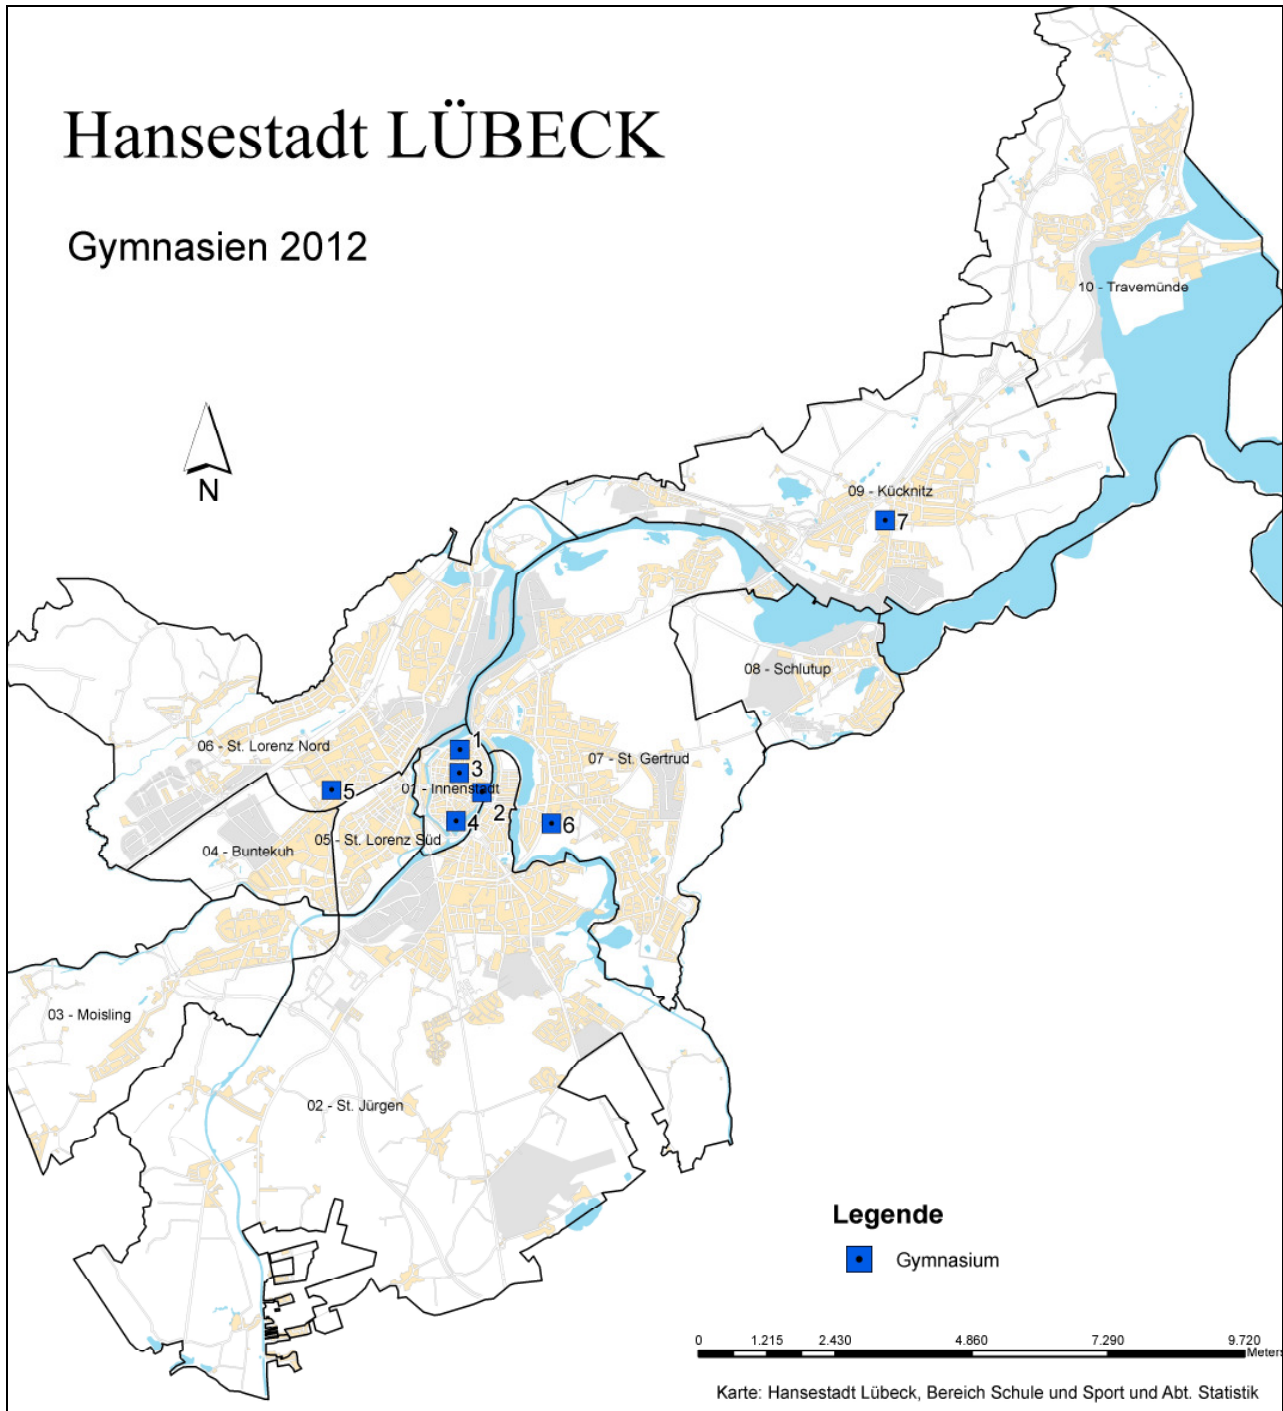 Hansestadt LÜBECK
Gymnasien 2012
10 - Travemünde
N
09 - Kücknitz
7
08 - Schlutup
06 - St. Lorenz Nord
1
07 - St. Gertrud
3
5
01 - Innenstadt
2
4
6
05 - St. Lorenz Süd
04 - Buntekuh
03 - Moisling
02 - St. Jürgen
Legende
Gymnasium
0 1.215 2.430 4.860 7.290 9.720
Meters
Karte: Hansestadt Lübeck, Bereich Schule und Sport und Abt. Statistik